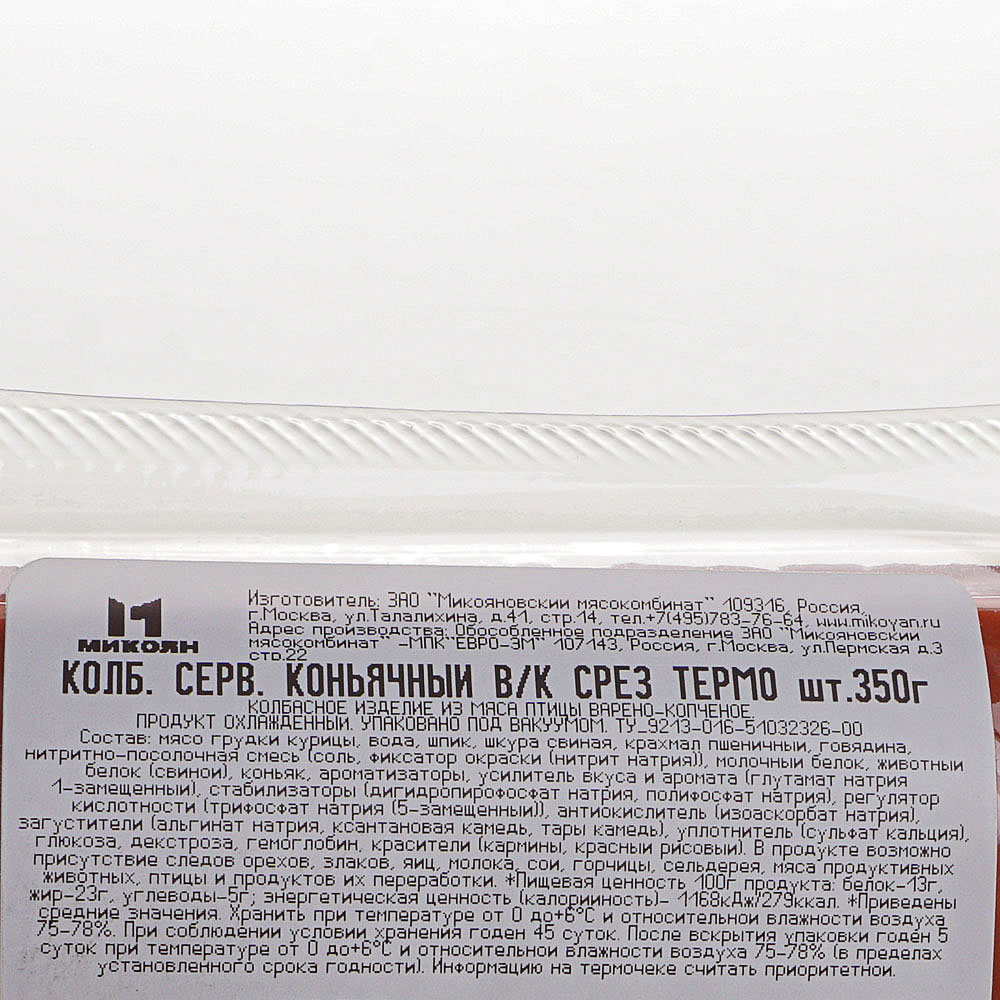 Изготовитель: ЗАО "Микояновский мясокомбинат" 109316, Россия,
г.Москва, ул.Талалихина, д.41, стр.14, тел.+7(495)783-76-64, www.mikoyan.ru
Адрес производства: Обособленное подразделение ЗАО "Микояновский
мясокомбинат" -МПК"ЕВРО-ЗМ" 107143, Россия, г.Москва, ул.Пермская д.3
стр.22
МИКОЯН
КОЛБ. СЕРВ. КОНЬЯЧНЫЙ В/К СРЕЗ ТЕРМО шт.350г
КОЛБАСНОЕ ИЗДЕЛИЕ ИЗ МЯСА ПТИЦЫ ВАРЕНО-КОПЧЕНОЕ
ПРОДУКТ ОХЛАЖДЕННЫЙ. УПАКОВАНО ПОД ВАКУУМОМ. ТУ_9213-016-51032326-00
Состав: мясо грудки курицы, вода, шпик, шкура свиная, крахмал пшеничный, говядина,
нитритно-посолочная смесь (соль, фиксатор окраски (нитрит натрия)), молочный белок, животный
белок (свиной), коньяк, ароматизаторы, усилитель вкуса и аромата (глутамат натрия
1-замещенный), стабилизаторы (дигидропирофосфат натрия, полифосфат натрия), регулятор
кислотности (трифосфат натрия (5-замещенный)), антиокислитель (изоаскорбат натрия),
загустители (альгинат натрия, ксантановая камедь, тары камедь), уплотнитель (сульфат кальция),
глюкоза, декстроза, гемоглобин, красители (кармины, красный рисовый). В продукте возможно
присутствие следов орехов, злаков, яиц, молока, сои, горчицы, сельдерея, мяса продуктивных
животных, птицы и продуктов их переработки. *Пищевая ценность 100г продукта: белок-13г,
жир-23г, углеводы-5г; энергетическая ценность (калорийность)- 1168кДж/279ккал. *Приведены
средние значения. Хранить при температуре от 0 до+6°С и относительной влажности воздуха
75-78%. При соблюдении условий хранения годен 45 суток. После вскрытия упаковки годен 5
суток при температуре от 0 до+6°С и относительной влажности воздуха 75-78% (в пределах
установленного срока годности). Информацию на термочеке считать приоритетной.